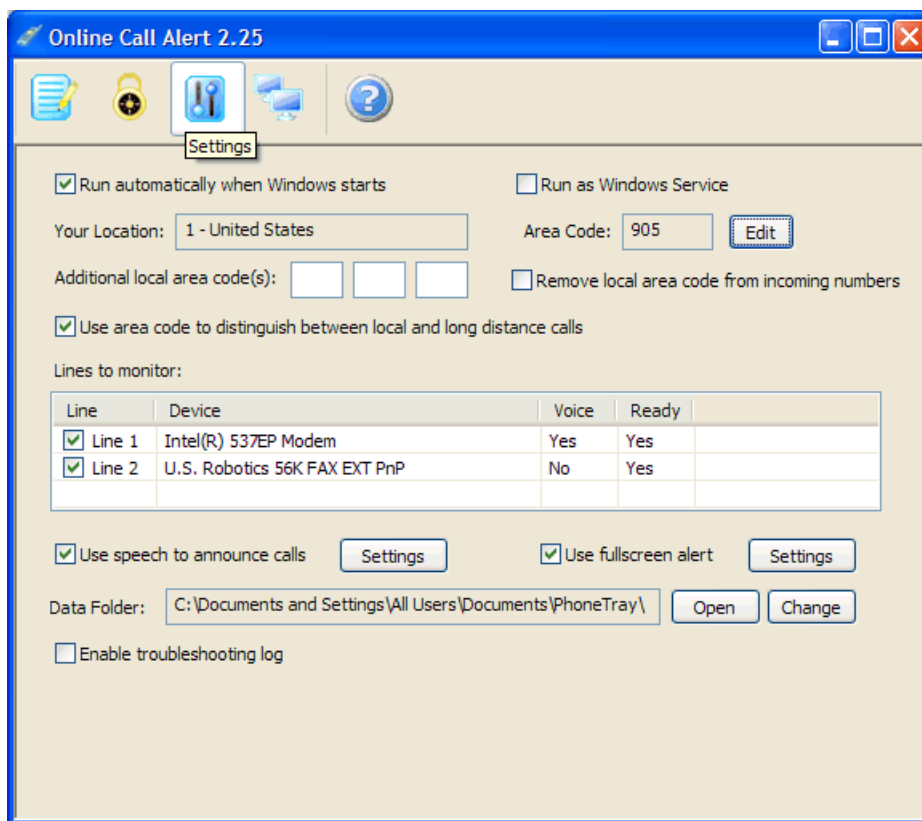 Online Call Alert 2.25
Settings
Run automatically when Windows starts Run as Windows Service
Your Location: 1 - United States Area Code: 905 Edit
Additional local area code(s): Remove local area code from incoming numbers
Use area code to distinguish between local and long distance calls
Lines to monitor:
Line Device Voice Ready
Line 1 Intel(R) 537EP Modem Yes Yes
Line 2 U.S. Robotics 56K FAX EXT PnP No Yes
Use speech to announce calls Settings Use fullscreen alert Settings
Data Folder: C:\Documents and Settings\All Users\Documents\PhoneTray\ Open Change
Enable troubleshooting log